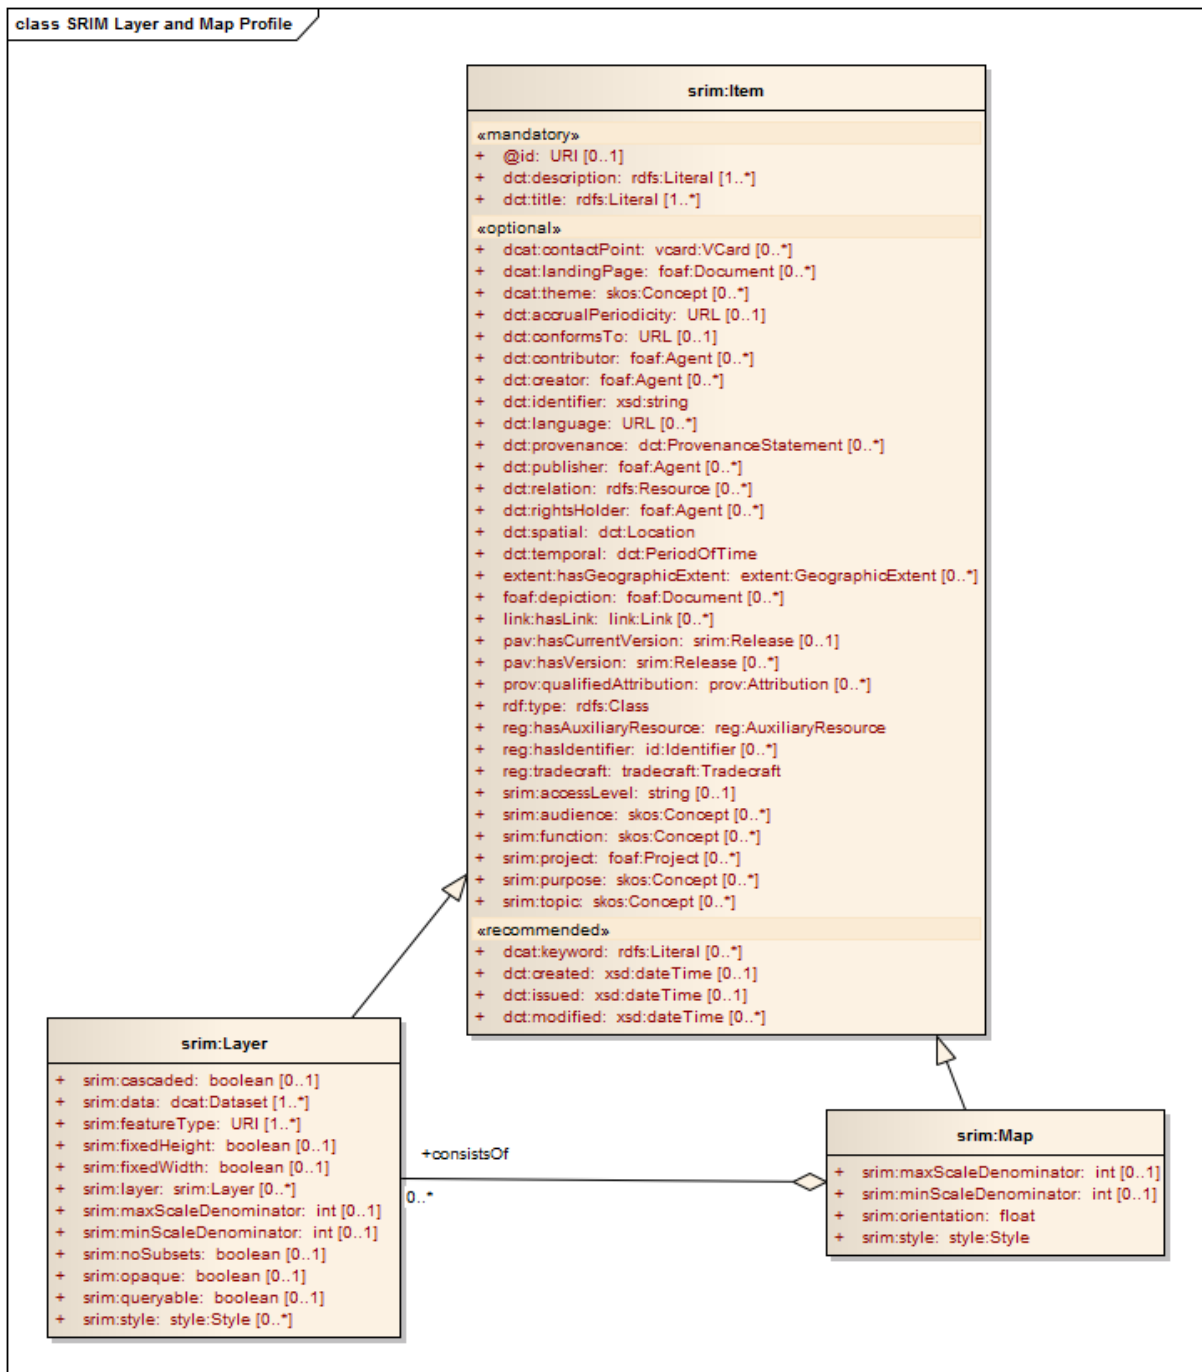 class SRIM Layer and Map Profile
srim:Item
«mandatory»
+ @id: URI [0..1]
+ dct:description: rdfs:Literal [1..*]
+ dct:title: rdfs:Literal [1..*]
«optional»
+ dcat:contactPoint: vcard:VCard [0..*]
+ dcat:landingPage: foaf:Document [0..*]
+ dcat:theme: skos:Concept [0..*]
+ dct:accrualPeriodicity: URL [0..1]
+ dct:conformsTo: URL [0..1]
+ dct:contributor: foaf:Agent [0..*]
+ dct:creator: foaf:Agent [0..*]
+ dct:identifier: xsd:string
+ dct:language: URL [0..*]
+ dct:provenance: dct:ProvenanceStatement [0..*]
+ dct:publisher: foaf:Agent [0..*]
+ dct:relation: rdfs:Resource [0..*]
+ dct:rightsHolder: foaf:Agent [0..*]
+ dct:spatial: dct:Location
+ dct:temporal: dct:PeriodOfTime
+ extent:hasGeographicExtent: extent:GeographicExtent [0..*]
+ foaf:depiction: foaf:Document [0..*]
+ link:hasLink: link:Link [0..*]
+ pav:hasCurrentVersion: srim:Release [0..1]
+ pav:hasVersion: srim:Release [0..*]
+ prov:qualifiedAttribution: prov:Attribution [0..*]
+ rdf:type: rdfs:Class
+ reg:hasAuxiliaryResource: reg:AuxiliaryResource
+ reg:hasIdentifier: id:Identifier [0..*]
+ reg:tradecraft: tradecraft:Tradecraft
+ srim:accessLevel: string [0..1]
+ srim:audience: skos:Concept [0..*]
+ srim:function: skos:Concept [0..*]
+ srim:project: foaf:Project [0..*]
+ srim:purpose: skos:Concept [0..*]
+ srim:topic: skos:Concept [0..*]
«recommended»
+ dcat:keyword: rdfs:Literal [0..*]
+ dct:created: xsd:dateTime [0..1]
+ dct:issued: xsd:dateTime [0..1]
+ dct:modified: xsd:dateTime [0..*]
srim:Layer
+ srim:cascaded: boolean [0..1]
+ srim:data: dcat:Dataset [1..*]
+ srim:featureType: URI [1..*]
+ srim:fixedHeight: boolean [0..1]
+ srim:fixedWidth: boolean [0..1]
+ srim:layer: srim:Layer [0..*]
+ srim:maxScaleDenominator: int [0..1]
+ srim:minScaleDenominator: int [0..1]
+ srim:noSubsets: boolean [0..1]
+ srim:opaque: boolean [0..1]
+ srim:queryable: boolean [0..1]
+ srim:style: style:Style [0..*]
+consistsOf
0..*
srim:Map
+ srim:maxScaleDenominator: int [0..1]
+ srim:minScaleDenominator: int [0..1]
+ srim:orientation: float
+ srim:style: style:Style